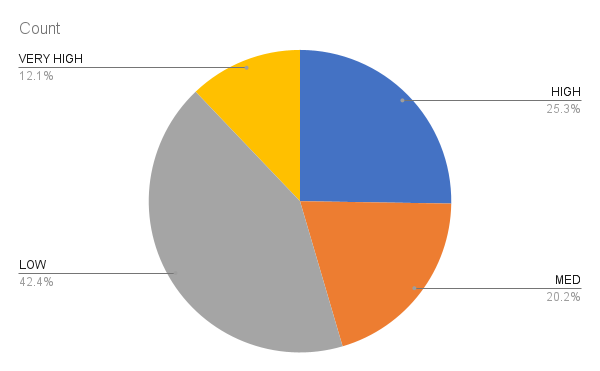 Count
VERY HIGH
12.1%
HIGH
25.3%
LOW
42.4%
MED
20.2%